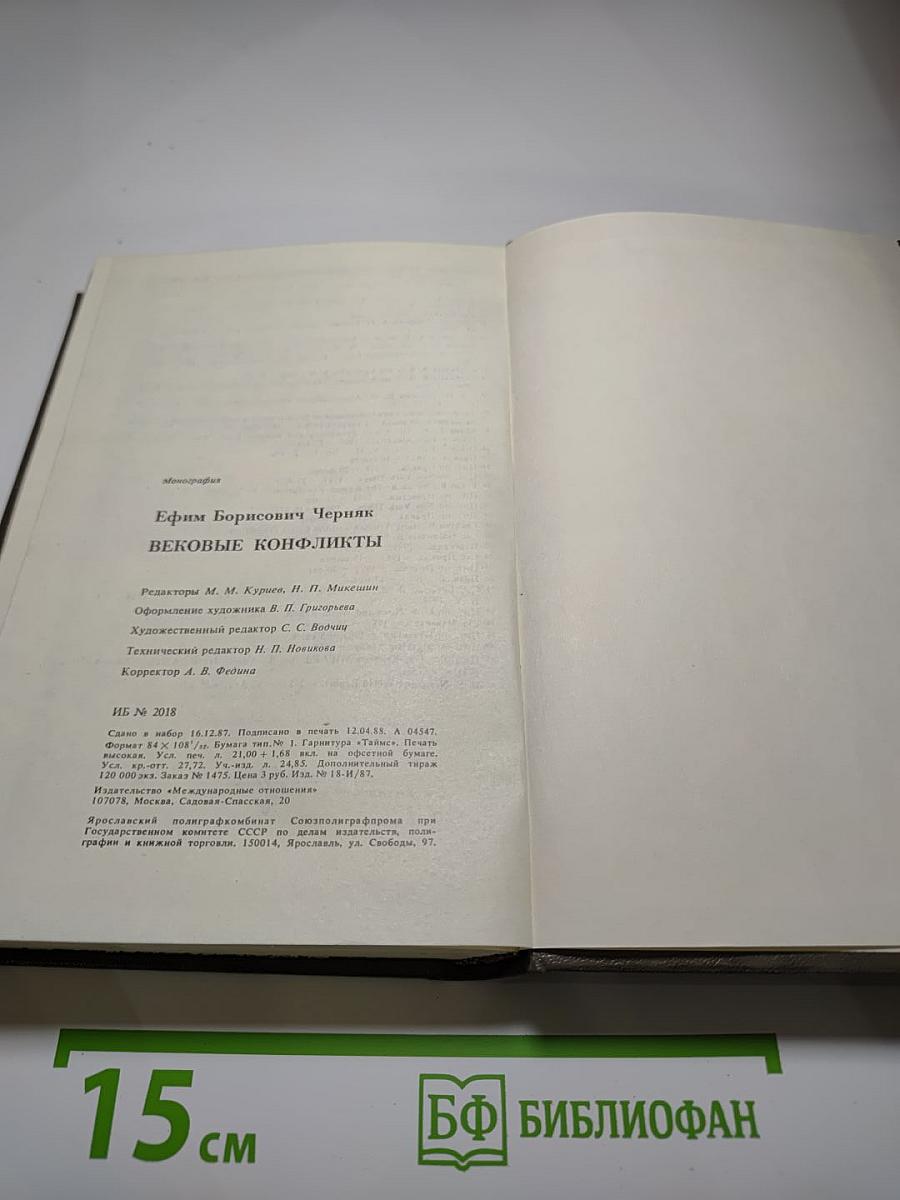 Монография
Ефим Борисович Черняк
ВЕКОВЫЕ КОНФЛИКТЫ
Редакторы М. М. Куриев, Н. П. Микешин
Оформление художника В. П. Григорьева
Художественный редактор С. С. Водчиц
Технический редактор Н. П. Новикова
Корректор А. В. Федина
ИБ № 2018
Сдано в набор 16.12.87. Подписано в печать 12.04.88. А 04547.
Формат 84 × 108¹/₃₂. Бумага тип. № 1. Гарнитура «Таймс». Печать
высокая. Усл. печ. л. 21,00 + 1,68 вкл. на офсетной бумаге.
Усл. кр.-отт. 27,72. Уч.-изд. л. 24,85. Дополнительный тираж
120 000 экз. Заказ № 1475. Цена 3 руб. Изд. № 18-И/87.
Издательство «Международные отношения»
107078, Москва, Садовая-Спасская, 20
Ярославский полиграфкомбинат Союзполиграфпрома при
Государственном комитете СССР по делам издательств, поли-
графии и книжной торговли. 150014, Ярославль, ул. Свободы, 97.
15 см
БФ БИБЛИОФАН